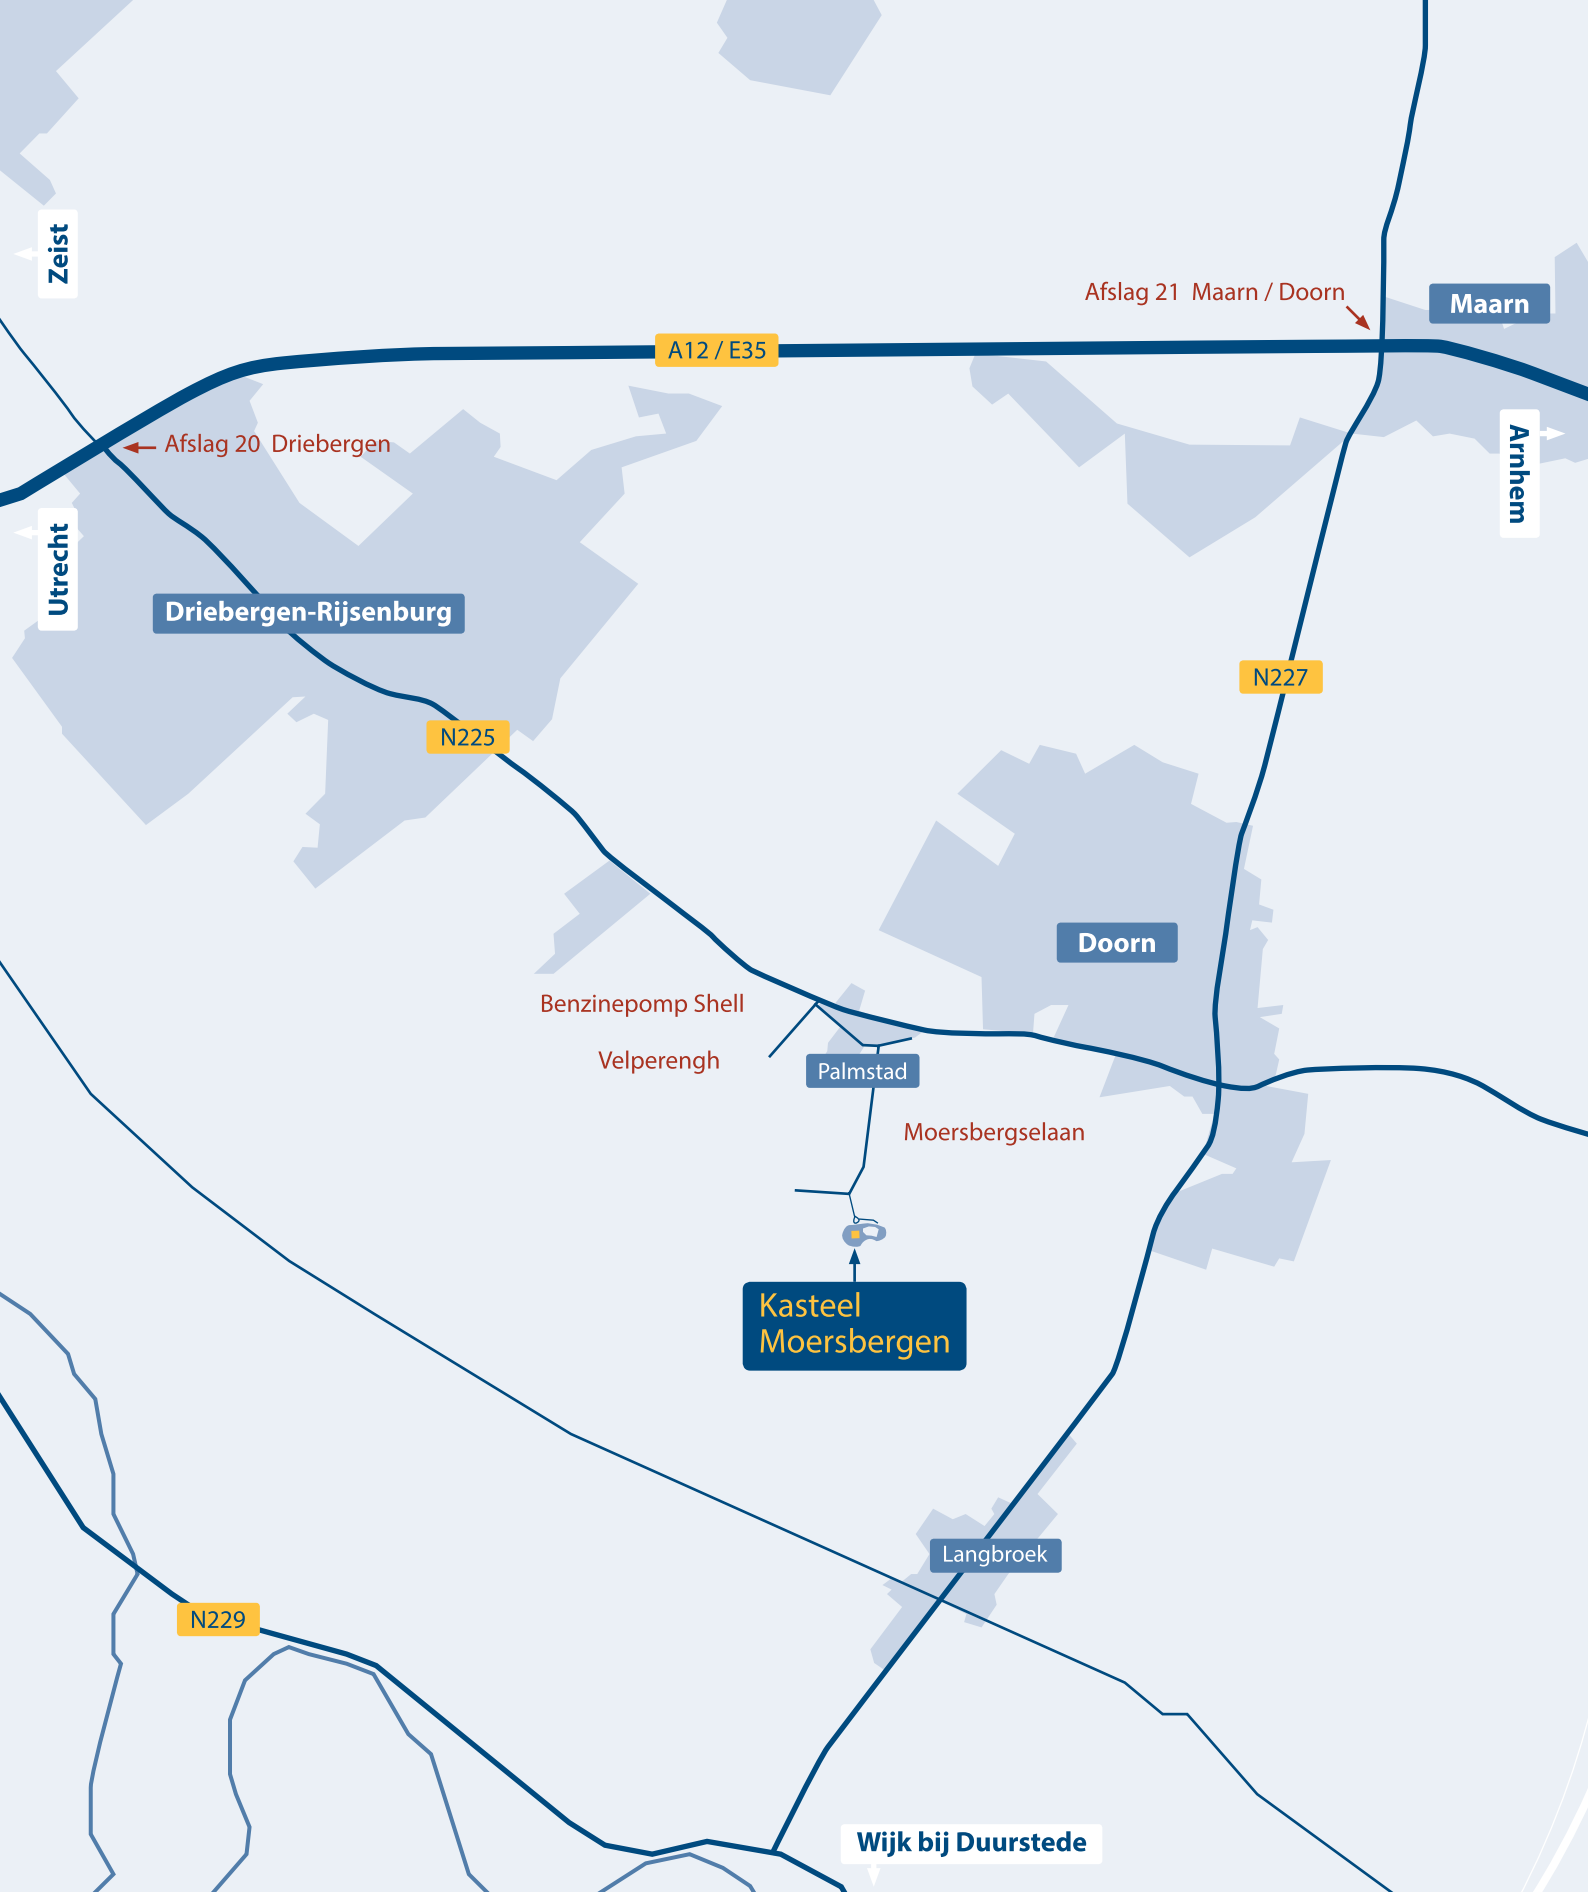 Zeist
Afslag 21 Maarn / Doorn
Maarn
A12 / E35
Afslag 20 Driebergen
Arnhem
Utrecht
Driebergen-Rijsenburg
N227
N225
Doorn
Benzinepomp Shell
Velperengh
Palmstad
Moersbergselaan
Kasteel
Moersbergen
Langbroek
N229
Wijk bij Duurstede